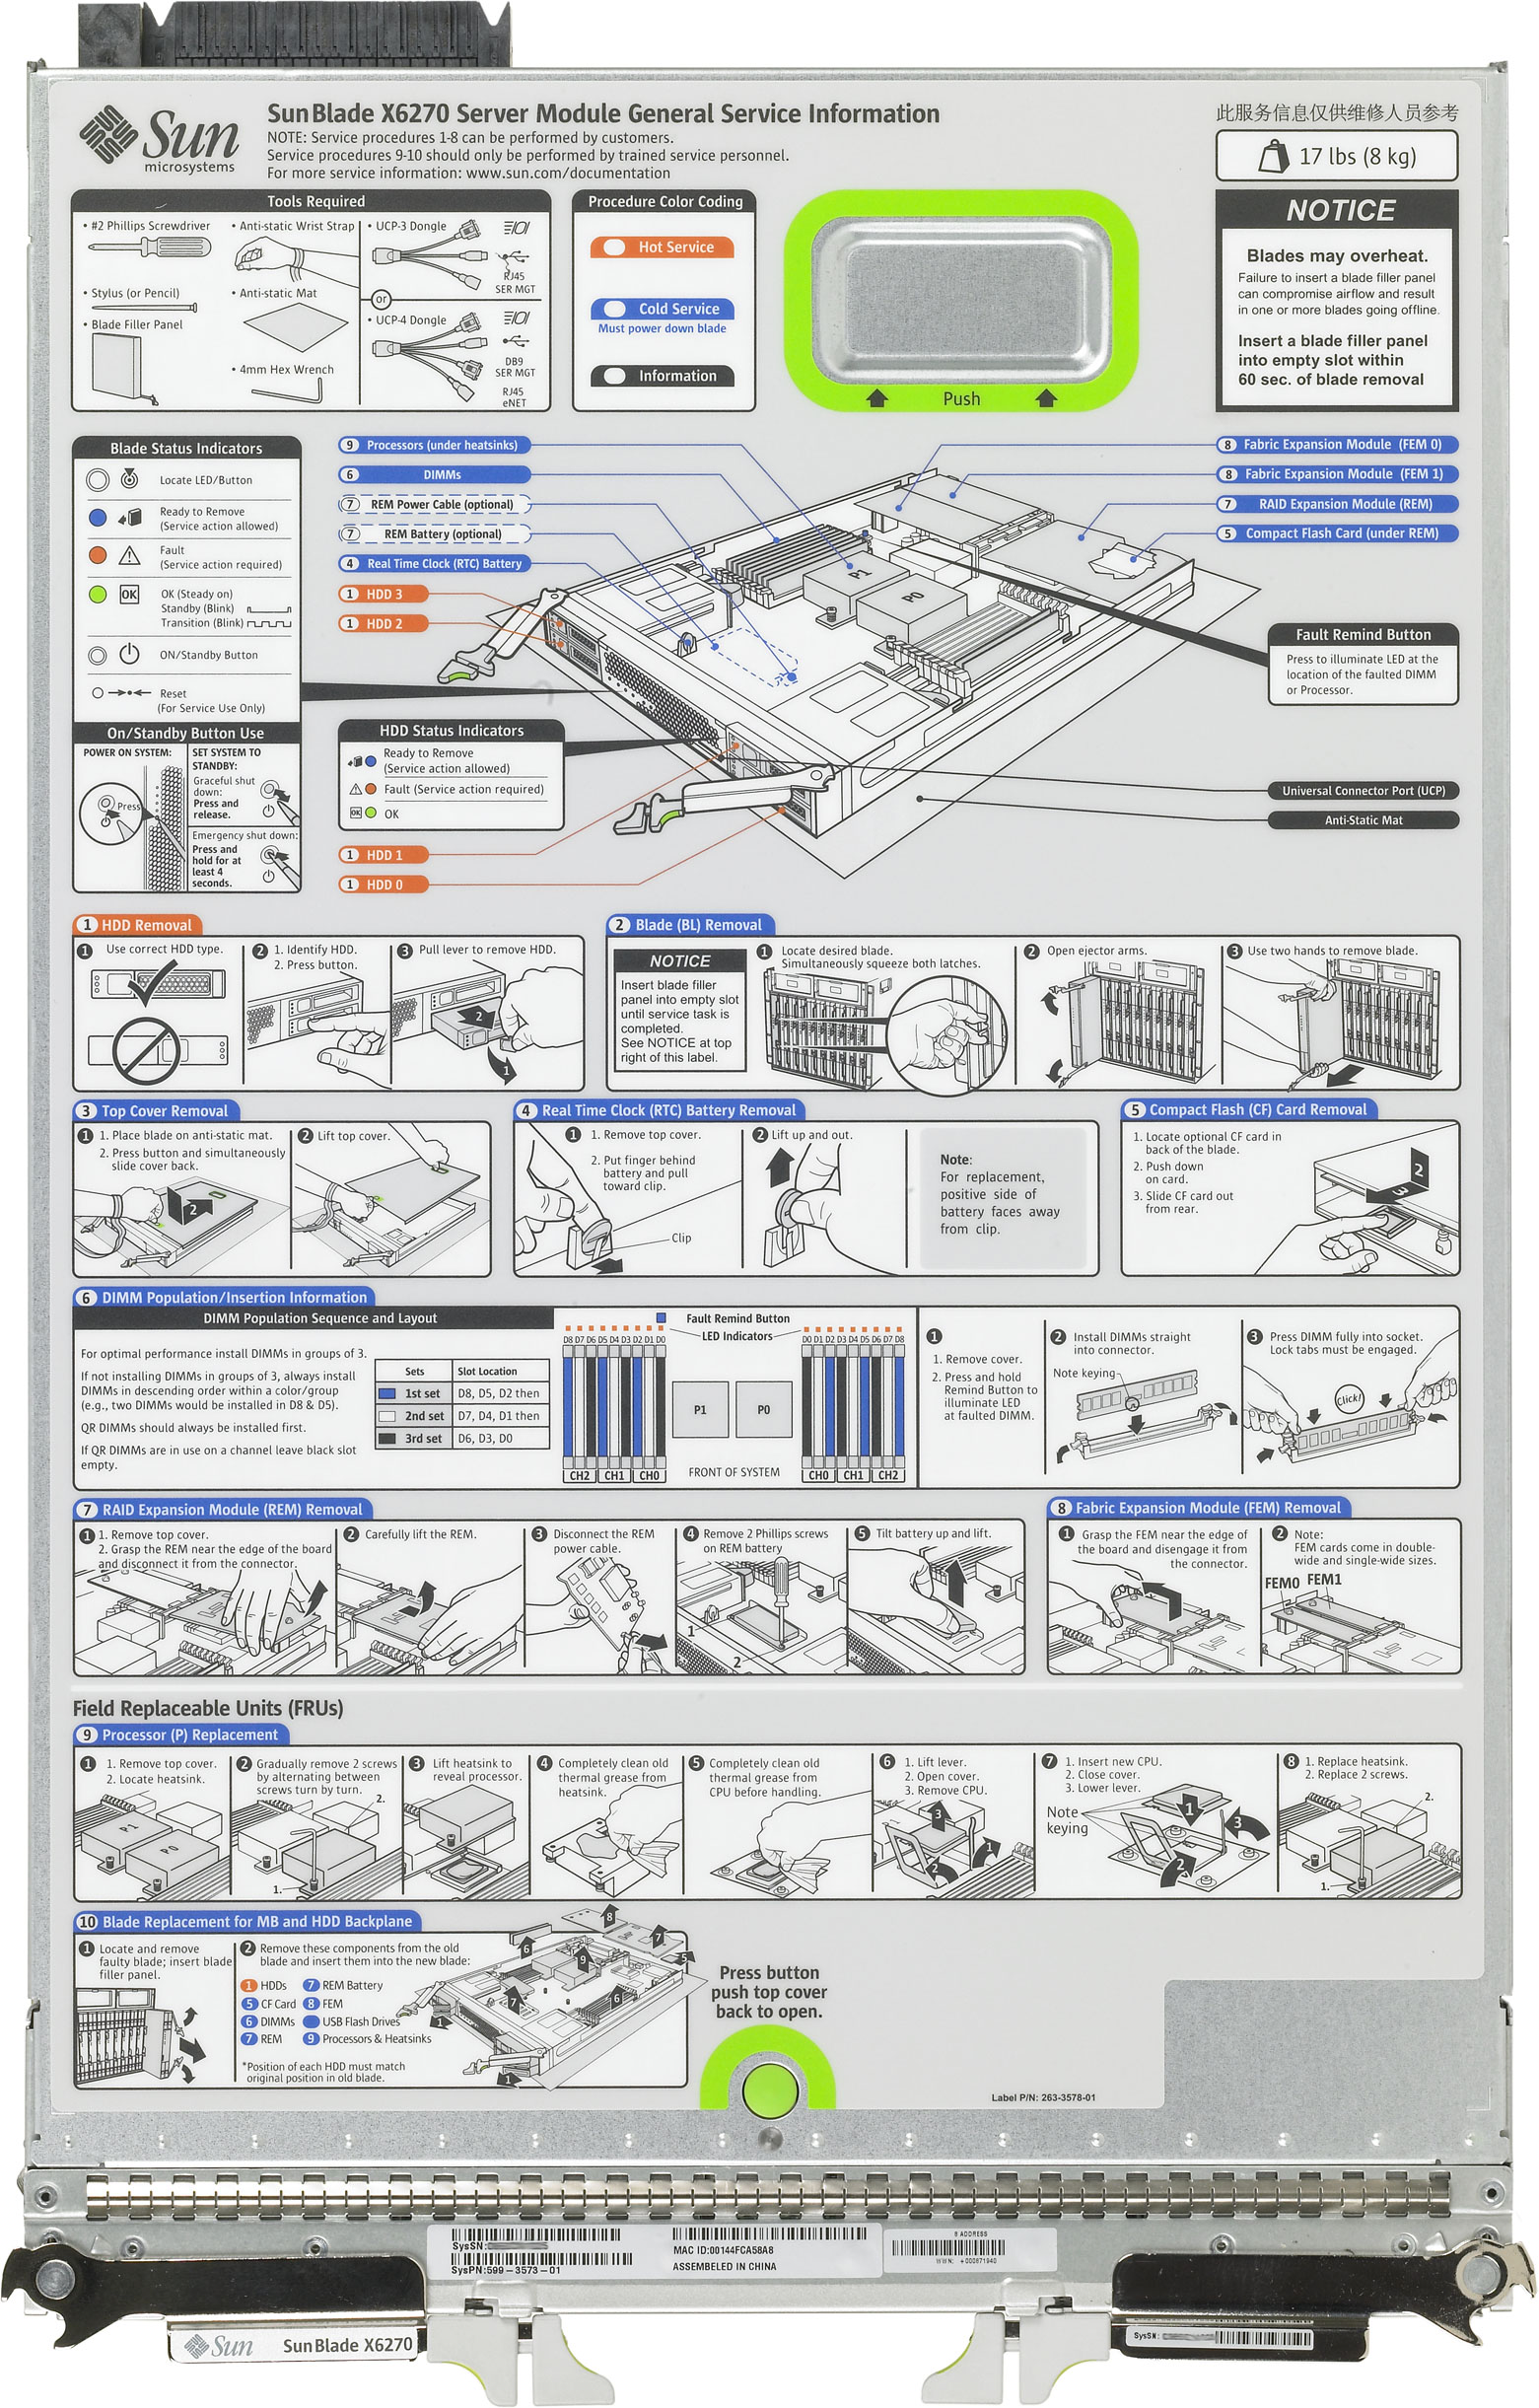 Sun
microsystems
Sun Blade X6270 Server Module General Service Information
NOTE: Service procedures 1-8 can be performed by customers.
Service procedures 9-10 should only be performed by trained service personnel.
For more service information: www.sun.com/documentation
此服务信息仅供维修人员参考
17 lbs (8 kg)
Tools Required
• #2 Phillips Screwdriver
• Stylus (or Pencil)
• Blade Filler Panel
• Anti-static Wrist Strap
• Anti-static Mat
• 4mm Hex Wrench
• UCP-3 Dongle
RJ45
SER MGT
or
• UCP-4 Dongle
DB9
SER MGT
RJ45
eNET
Procedure Color Coding
Hot Service
Cold Service
Must power down blade
Information
Push
NOTICE
Blades may overheat.
Failure to insert a blade filler panel
can compromise airflow and result
in one or more blades going offline.
Insert a blade filler panel
into empty slot within
60 sec. of blade removal
Blade Status Indicators
Locate LED/Button
Ready to Remove
(Service action allowed)
Fault
(Service action required)
OK
OK (Steady on)
Standby (Blink)
Transition (Blink)
ON/Standby Button
Reset
(For Service Use Only)
On/Standby Button Use
POWER ON SYSTEM:
Press
SET SYSTEM TO
STANDBY:
Graceful shut
down:
Press and
release.
Emergency shut down:
Press and
hold for at
least 4
seconds.
9 Processors (under heatsinks)
6 DIMMs
7 REM Power Cable (optional)
7 REM Battery (optional)
4 Real Time Clock (RTC) Battery
1 HDD 3
1 HDD 2
8 Fabric Expansion Module (FEM 0)
8 Fabric Expansion Module (FEM 1)
7 RAID Expansion Module (REM)
5 Compact Flash Card (under REM)
P1
P0
Fault Remind Button
Press to illuminate LED at the
location of the faulted DIMM
or Processor.
HDD Status Indicators
Ready to Remove
(Service action allowed)
Fault (Service action required)
OK OK
Universal Connector Port (UCP)
Anti-Static Mat
1 HDD 1
1 HDD 0
1 HDD Removal
1 Use correct HDD type.
2 1. Identify HDD.
2. Press button.
3 Pull lever to remove HDD.
2
1
2 Blade (BL) Removal
NOTICE
Insert blade filler
panel into empty slot
until service task is
completed.
See NOTICE at top
right of this label.
1 Locate desired blade.
Simultaneously squeeze both latches.
2 Open ejector arms.
3 Use two hands to remove blade.
3 Top Cover Removal
1 1. Place blade on anti-static mat.
2. Press button and simultaneously
slide cover back.
2
2 Lift top cover.
4 Real Time Clock (RTC) Battery Removal
1 1. Remove top cover.
2. Put finger behind
battery and pull
toward clip.
Clip
2 Lift up and out.
Note:
For replacement,
positive side of
battery faces away
from clip.
5 Compact Flash (CF) Card Removal
1. Locate optional CF card in
back of the blade.
2. Push down
on card.
3. Slide CF card out
from rear.
2
3
6 DIMM Population/Insertion Information
DIMM Population Sequence and Layout
For optimal performance install DIMMs in groups of 3.
If not installing DIMMs in groups of 3, always install
DIMMs in descending order within a color/group
(e.g., two DIMMs would be installed in D8 & D5).
QR DIMMs should always be installed first.
If QR DIMMs are in use on a channel leave black slot
empty.
Sets Slot Location
1st set D8, D5, D2 then
2nd set D7, D4, D1 then
3rd set D6, D3, D0
Fault Remind Button
LED Indicators
D8 D7 D6 D5 D4 D3 D2 D1 D0
D0 D1 D2 D3 D4 D5 D6 D7 D8
P1
P0
CH2 CH1 CH0
FRONT OF SYSTEM
CH0 CH1 CH2
1
1. Remove cover.
2. Press and hold
Remind Button to
illuminate LED
at faulted DIMM.
2 Install DIMMs straight
into connector.
Note keying
3 Press DIMM fully into socket.
Lock tabs must be engaged.
Click!
7 RAID Expansion Module (REM) Removal
1 1. Remove top cover.
2. Grasp the REM near the edge of the board
and disconnect it from the connector.
2 Carefully lift the REM.
3 Disconnect the REM
power cable.
4 Remove 2 Phillips screws
on REM battery
1
2
5 Tilt battery up and lift.
8 Fabric Expansion Module (FEM) Removal
1 Grasp the FEM near the edge of
the board and disengage it from
the connector.
2 Note:
FEM cards come in double-
wide and single-wide sizes.
FEM0 FEM1
Field Replaceable Units (FRUs)
9 Processor (P) Replacement
1 1. Remove top cover.
2. Locate heatsink.
P1
P0
2 Gradually remove 2 screws
by alternating between
screws turn by turn.
2.
1.
3 Lift heatsink to
reveal processor.
4 Completely clean old
thermal grease from
heatsink.
5 Completely clean old
thermal grease from
CPU before handling.
6 1. Lift lever.
2. Open cover.
3. Remove CPU.
3
2
1
7 1. Insert new CPU.
2. Close cover.
3. Lower lever.
Note
keying
1
3
2
8 1. Replace heatsink.
2. Replace 2 screws.
2.
1.
10 Blade Replacement for MB and HDD Backplane
1 Locate and remove
faulty blade; insert blade
filler panel.
2 Remove these components from the old
blade and insert them into the new blade:
1 HDDs 7 REM Battery
5 CF Card 8 FEM
6 DIMMs USB Flash Drives
7 REM 9 Processors & Heatsinks
*Position of each HDD must match
original position in old blade.
8
6
7
9
5
7
6
1
1
Press button
push top cover
back to open.
Label P/N: 263-3578-01
SysSN:
SysPN:599-3573-01
MAC ID:00144FCA58A8
ASSEMBELED IN CHINA
Sun
Sun Blade X6270
SysSN: